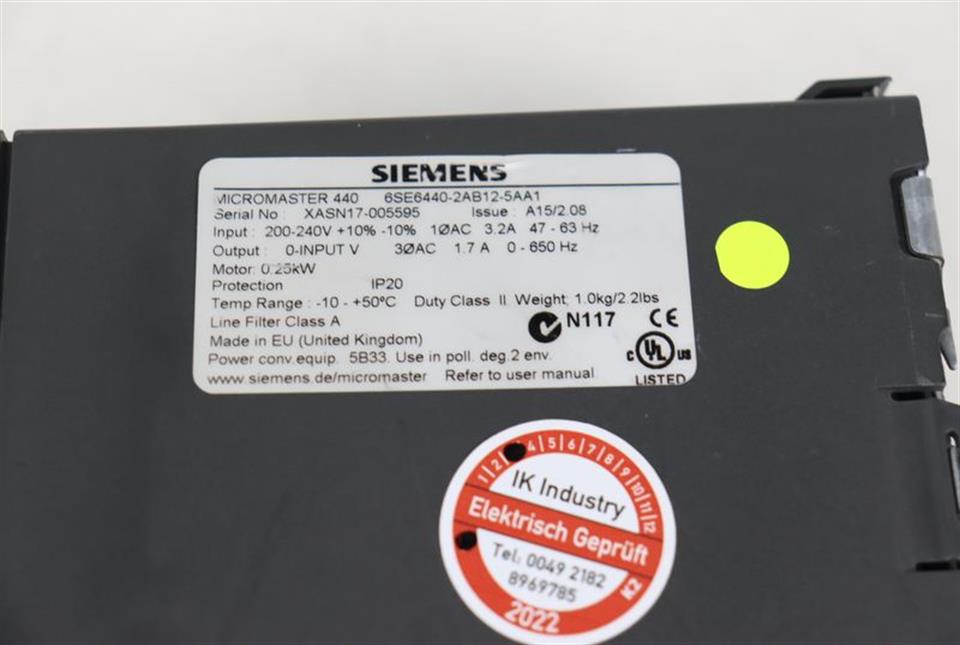 SIEMENS
MICROMASTER 440 6SE6440-2AB12-5AA1
Serial No : XASN17-005595 Issue : A15/2.08
Input : 200-240V +10% -10% 1ØAC 3.2A 47 - 63 Hz
Output : 0-INPUT V 3ØAC 1.7 A 0 - 650 Hz
Motor: 0.25kW
Protection IP20
Temp Range : -10 - +50ºC Duty Class II Weight: 1.0kg/2.2lbs
Line Filter Class A N117 CE
Made in EU (United Kingdom)
Power conv.equip. 5B33. Use in poll. deg.2 env. C UL US
www.siemens.de/micromaster Refer to user manual LISTED
1 2 4 5 6 7 8 9 10 11 12
IK Industry
Elektrisch Geprüft
Tel: 0049 2182
8969785
K2
2022